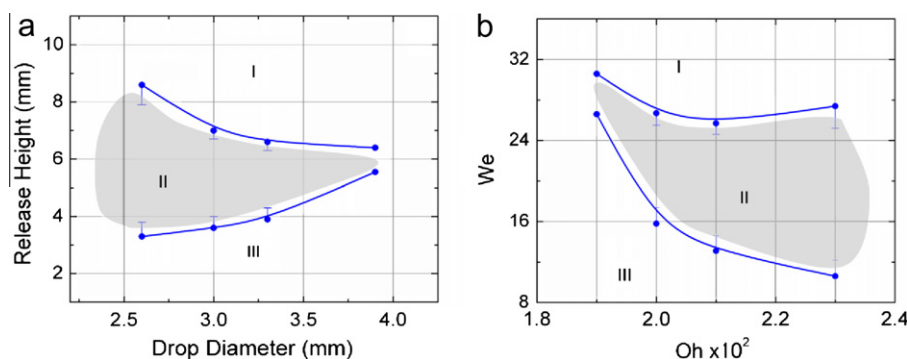 a
Release Height (mm)
10
8
6
4
2
I
II
III
2.5 3.0 3.5 4.0
Drop Diameter (mm)
b
We
32
24
16
8
I
II
III
1.8 2.0 2.2 2.4
Oh x10²